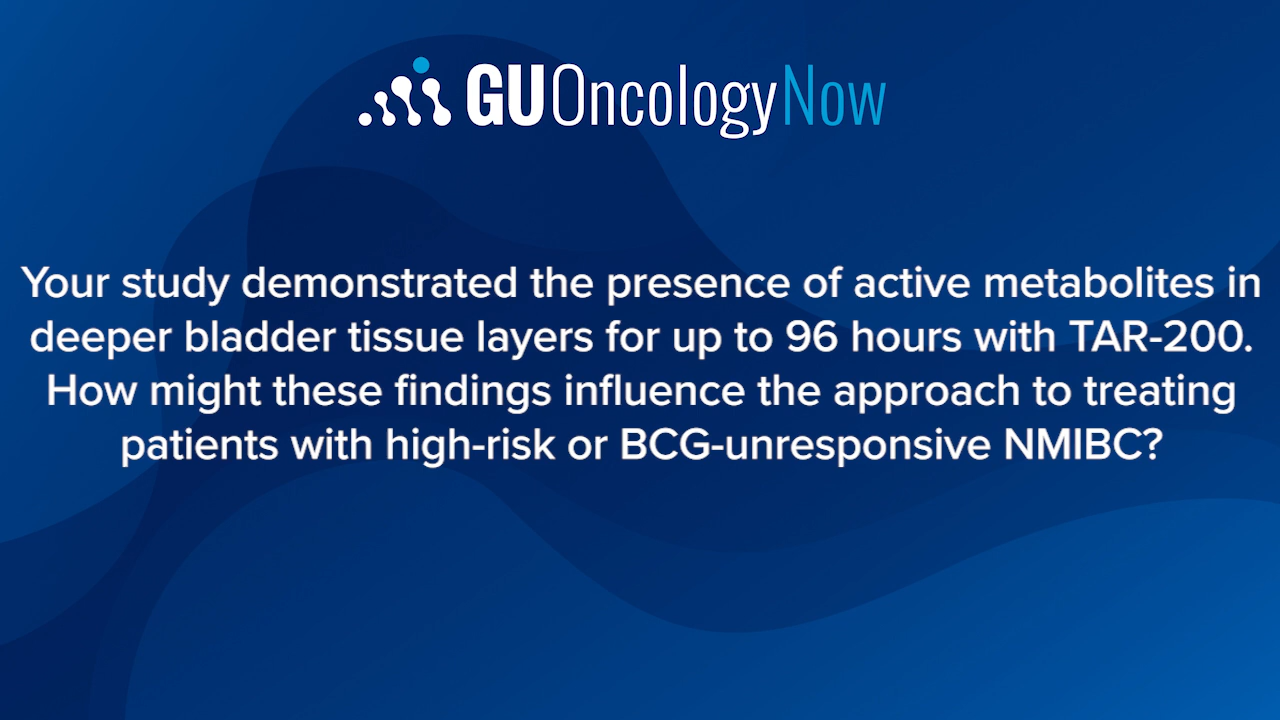 GUOncologyNow
Your study demonstrated the presence of active metabolites in
deeper bladder tissue layers for up to 96 hours with TAR-200.
How might these findings influence the approach to treating
patients with high-risk or BCG-unresponsive NMIBC?